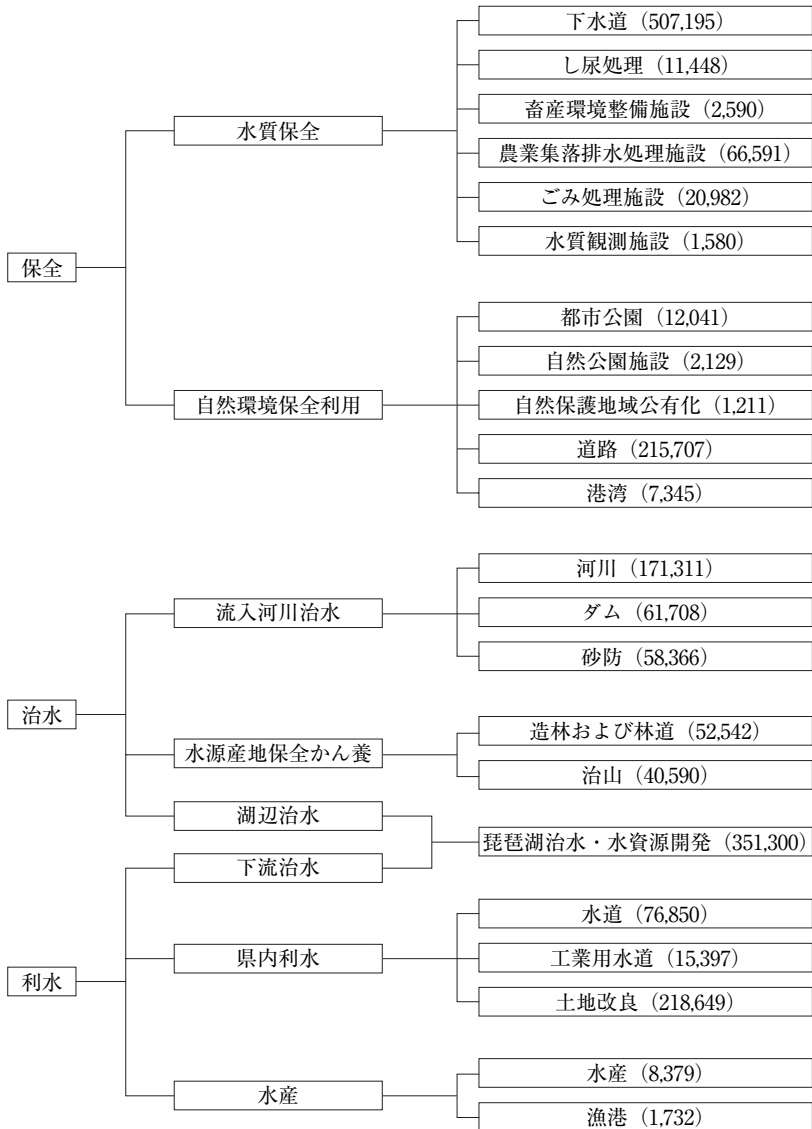 保全
水質保全
下水道（507,195）
し尿処理（11,448）
畜産環境整備施設（2,590）
農業集落排水処理施設（66,591）
ごみ処理施設（20,982）
水質観測施設（1,580）
自然環境保全利用
都市公園（12,041）
自然公園施設（2,129）
自然保護地域公有化（1,211）
道路（215,707）
港湾（7,345）
治水
流入河川治水
河川（171,311）
ダム（61,708）
砂防（58,366）
水源産地保全かん養
造林および林道（52,542）
治山（40,590）
湖辺治水
琵琶湖治水・水資源開発（351,300）
利水
下流治水
県内利水
水道（76,850）
工業用水道（15,397）
土地改良（218,649）
水産
水産（8,379）
漁港（1,732）